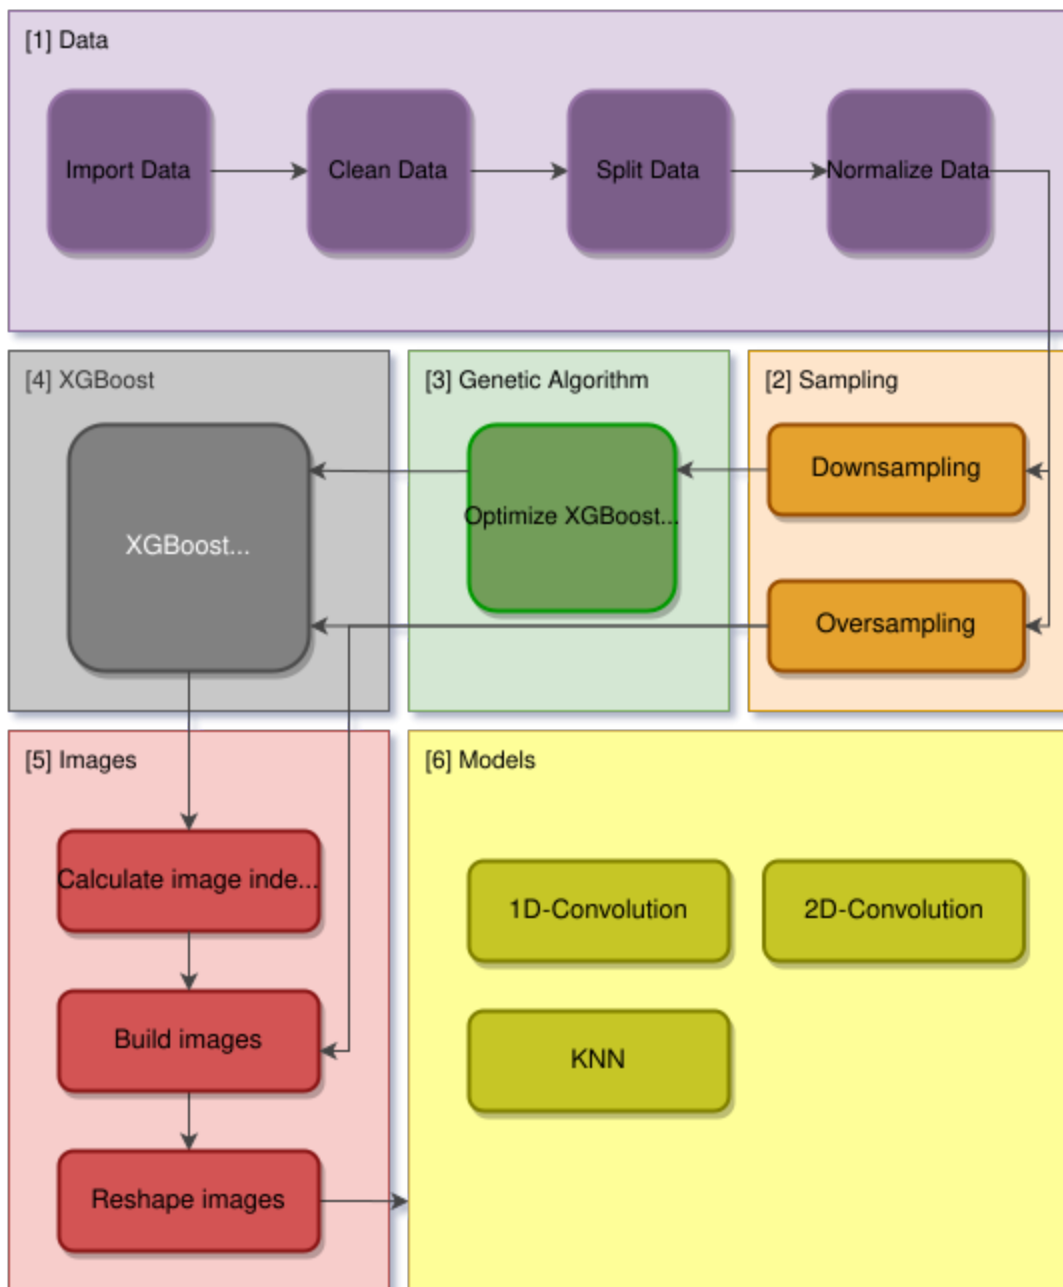 [1] Data
Import Data
Clean Data
Split Data
Normalize Data
[4] XGBoost
[3] Genetic Algorithm
[2] Sampling
XGBoost...
Optimize XGBoost...
Downsampling
Oversampling
[5] Images
Calculate image inde...
Build images
Reshape images
[6] Models
1D-Convolution
2D-Convolution
KNN